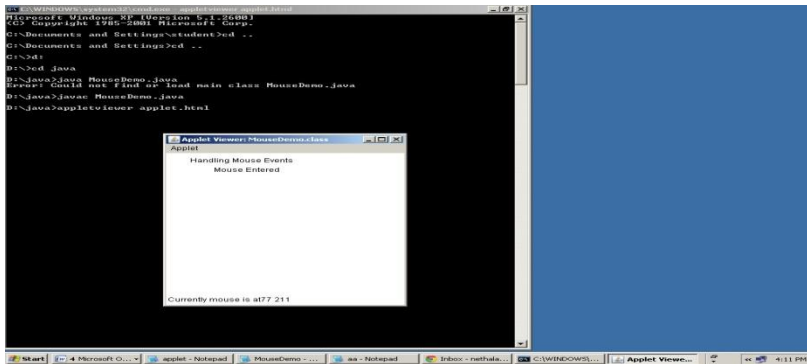 C:\WINDOWS\system32\cmd.exe - appletviewer applet.html
Microsoft Windows XP [Version 5.1.2600]
(C) Copyright 1985-2001 Microsoft Corp.
C:\Documents and Settings\student>cd ..
C:\Documents and Settings>cd ..
C:\>d:
D:\>cd java
D:\java>java MouseDemo.java
Error: Could not find or load main class MouseDemo.java
D:\java>javac MouseDemo.java
D:\java>appletviewer applet.html
Applet Viewer: MouseDemo.class
Applet
Handling Mouse Events
Mouse Entered
Currently mouse is at77 211
Start 4 Microsoft O... applet - Notepad MouseDemo - ... aa - Notepad Inbox - nethala... C:\WINDOWS\... Applet Viewe... 4:11 PM